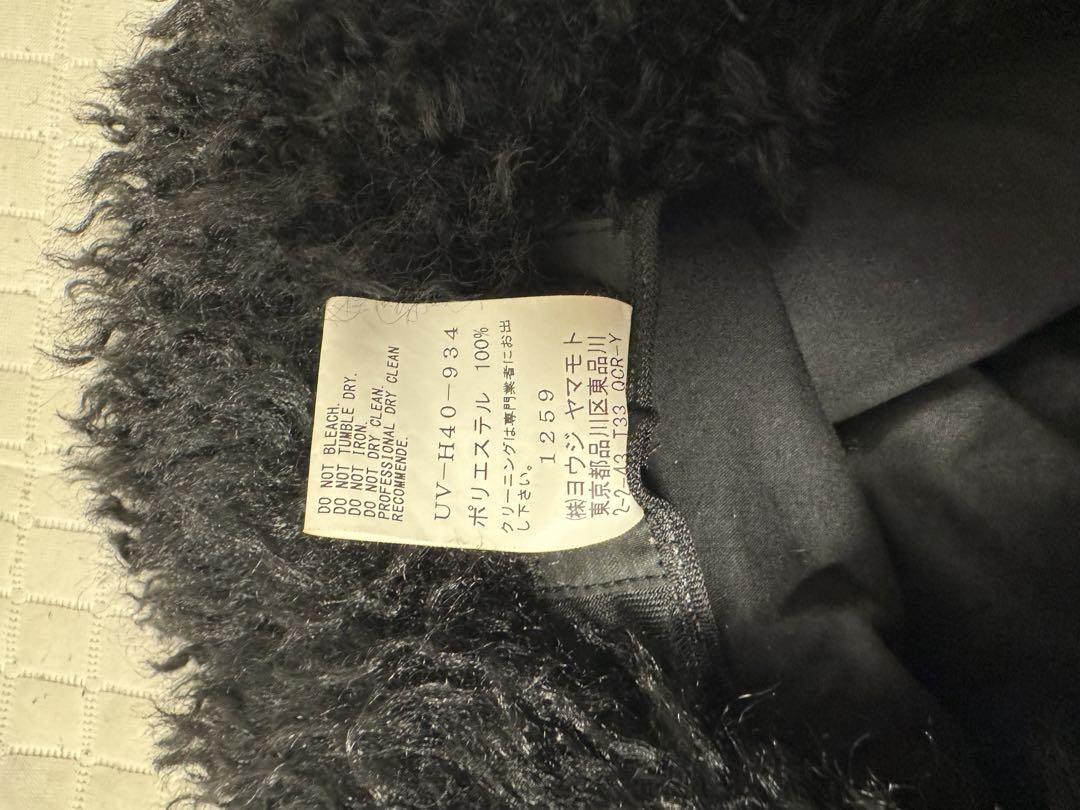 DO NOT BLEACH.
DO NOT TUMBLE DRY.
DO NOT IRON.
DO NOT DRY CLEAN.
PROFESSIONAL DRY CLEAN
RECOMMENDE.
UV-H40-934
ポリエステル 100%
クリーニングは専門業者にお出
し下さい。
1259
(株)ヨウジ ヤマモト
東京都品川区東品川
2-2-43 T33 QCR-Y